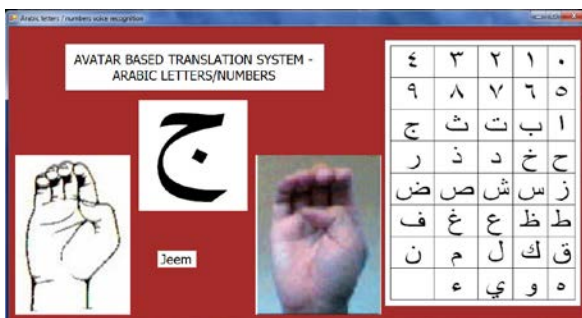 Arabic letters / numbers voice recognition
AVATAR BASED TRANSLATION SYSTEM -
ARABIC LETTERS/NUMBERS
ج
Jeem
٠ ١ ٢ ٣ ٤
٥ ٦ ٧ ٨ ٩
ا ب ت ث ج
ح خ د ذ ر
ز س ش ص ض
ط ظ ع غ ف
ق ك ل م ن
ه و ي ء